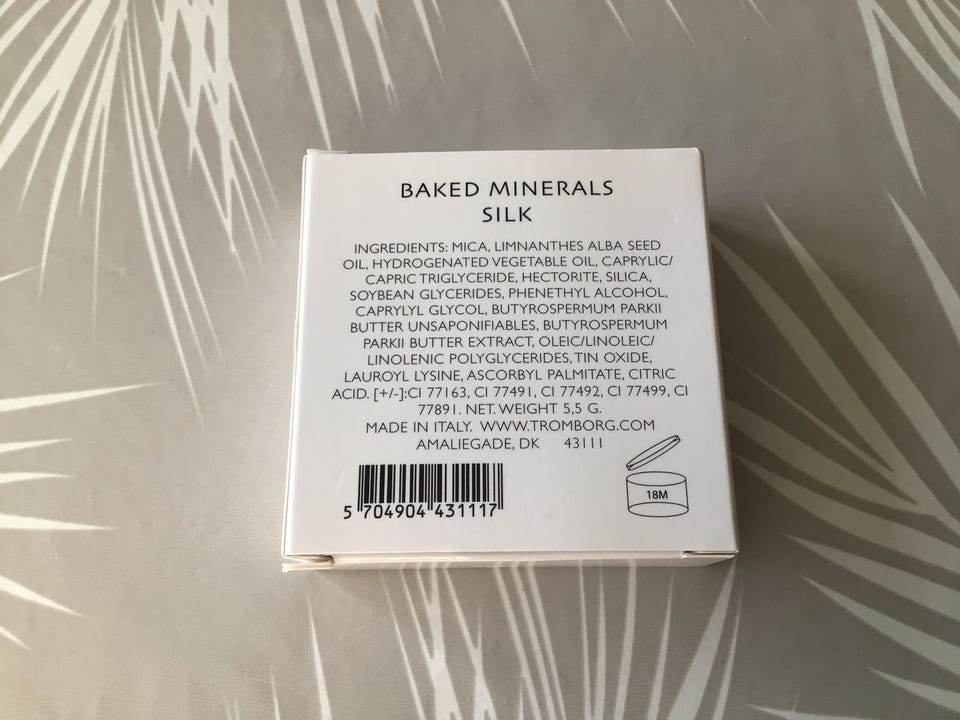 BAKED MINERALS
SILK
INGREDIENTS: MICA, LIMNANTHES ALBA SEED
OIL, HYDROGENATED VEGETABLE OIL, CAPRYLIC/
CAPRIC TRIGLYCERIDE, HECTORITE, SILICA,
SOYBEAN GLYCERIDES, PHENETHYL ALCOHOL,
CAPRYLYL GLYCOL, BUTYROSPERMUM PARKII
BUTTER UNSAPONIFIABLES, BUTYROSPERMUM
PARKII BUTTER EXTRACT, OLEIC/LINOLEIC/
LINOLENIC POLYGLYCERIDES, TIN OXIDE,
LAUROYL LYSINE, ASCORBYL PALMITATE, CITRIC
ACID. [+/-]:CI 77163, CI 77491, CI 77492, CI 77499, CI
77891. NET. WEIGHT 5,5 G.
MADE IN ITALY. WWW.TROMBORG.COM
AMALIEGADE, DK 43111
18M
5 704904 431117